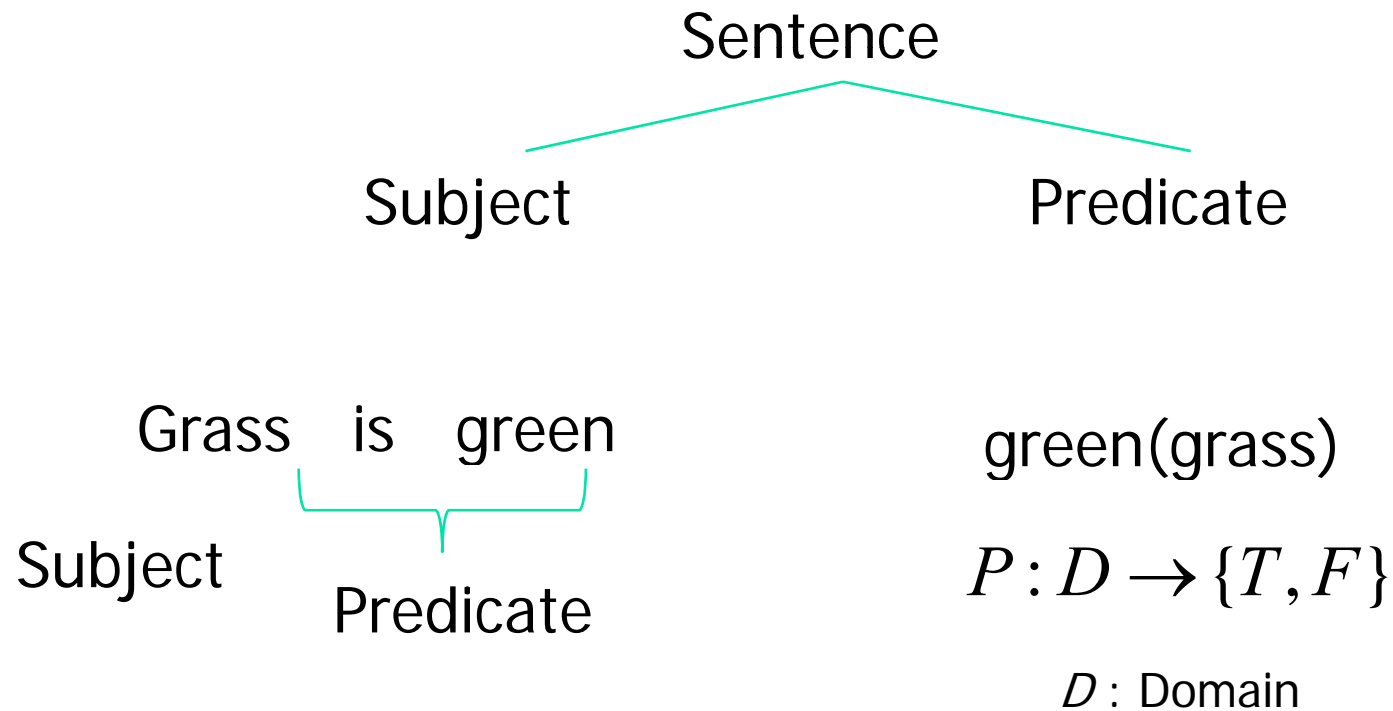 Sentence
Subject Predicate
Grass is green
green(grass)
Subject
Predicate
P : D → {T, F}
D : Domain